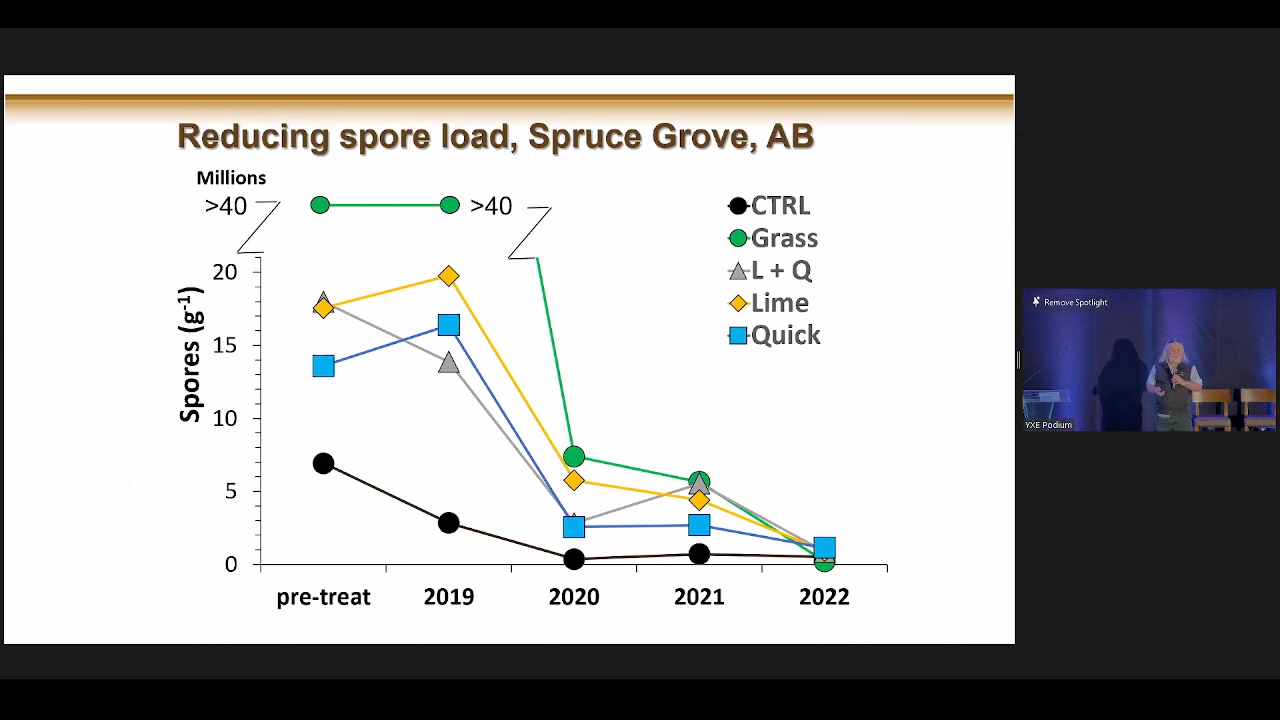 Reducing spore load, Spruce Grove, AB
Millions
>40
>40
20
15
10
5
0
Spores (g-1)
pre-treat 2019 2020 2021 2022
CTRL
Grass
L + Q
Lime
Quick
Remove Spotlight
YXE Podium